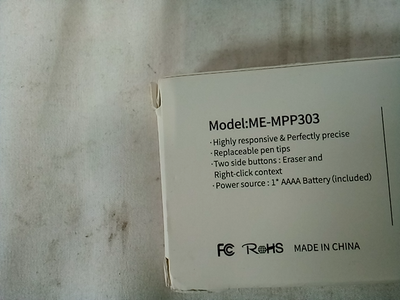 Model:ME-MPP303
·Highly responsive & Perfectly precise
·Replaceable pen tips
·Two side buttons : Eraser and
Right-click context
·Power source : 1* AAAA Battery(included)
FC RoHS MADE IN CHINA